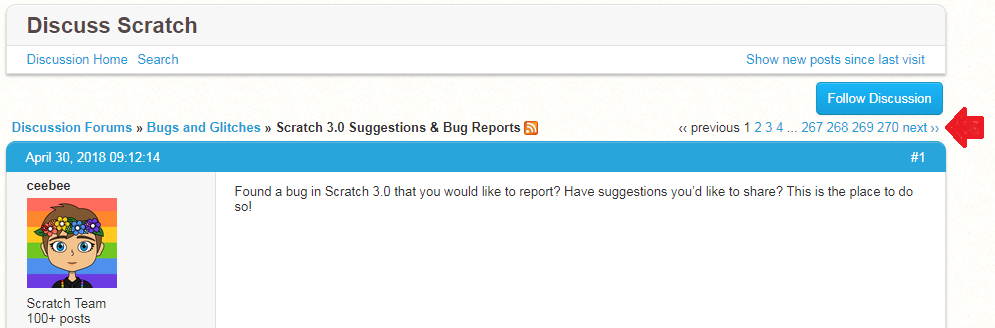 Discuss Scratch
Discussion Home Search Show new posts since last visit
Follow Discussion
Discussion Forums » Bugs and Glitches » Scratch 3.0 Suggestions & Bug Reports ‹‹ previous 1 2 3 4 ... 267 268 269 270 next ››
April 30, 2018 09:12:14 #1
ceebee
Found a bug in Scratch 3.0 that you would like to report? Have suggestions you’d like to share? This is the place to do
so!
Scratch Team
100+ posts